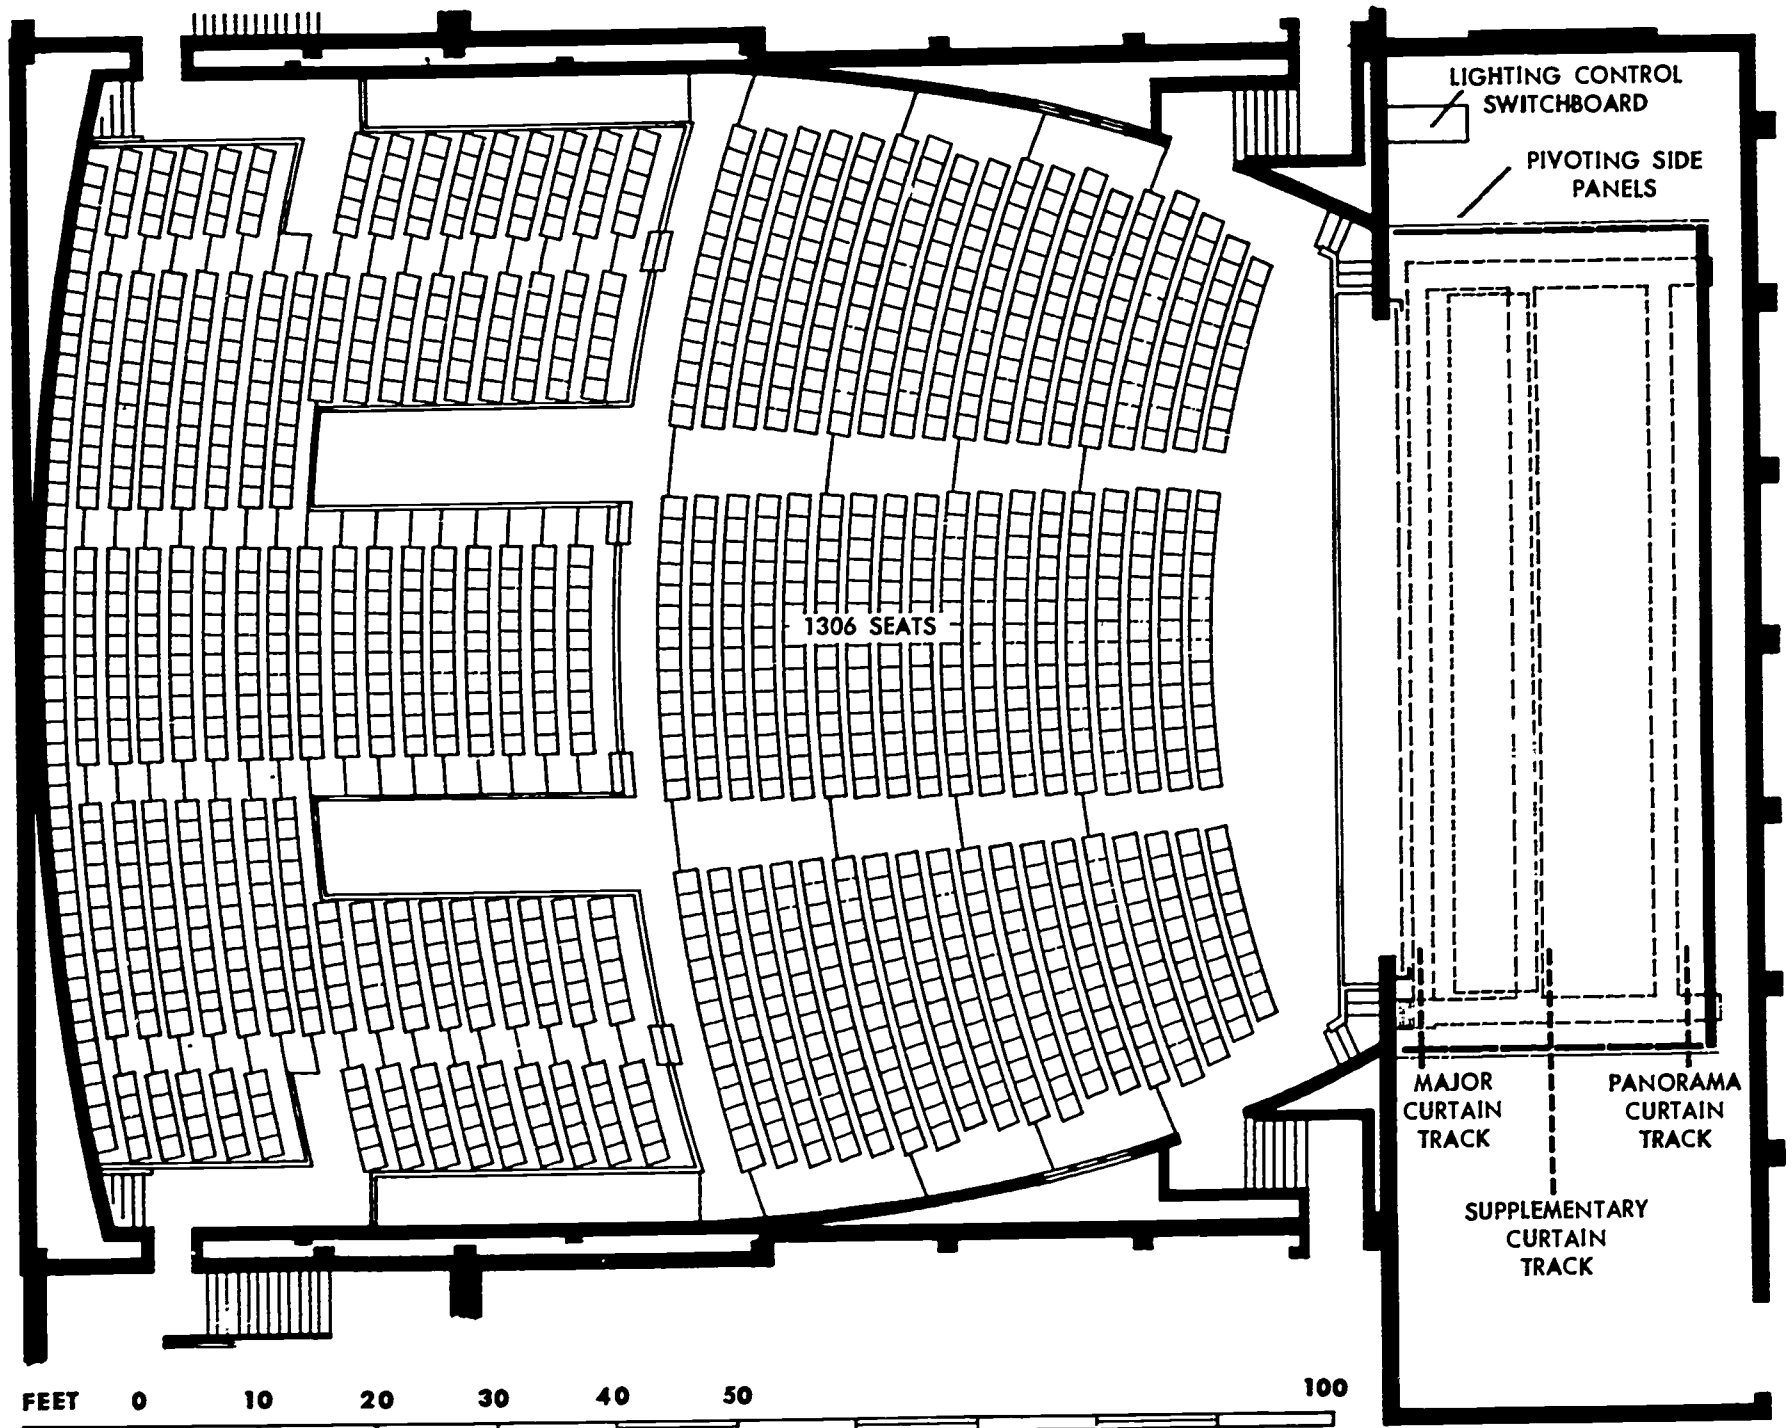 LIGHTING CONTROL
SWITCHBOARD
PIVOTING SIDE
PANELS
1306 SEATS
MAJOR
CURTAIN
TRACK
PANORAMA
CURTAIN
TRACK
SUPPLEMENTARY
CURTAIN
TRACK
FEET 0 10 20 30 40 50 100